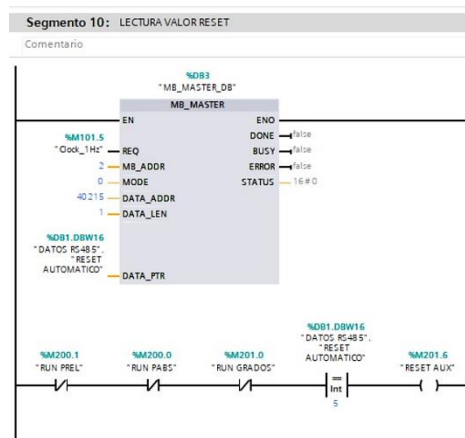 Segmento 10: LECTURA VALOR RESET
Comentario
%DB3
"MB_MASTER_DB"
MB_MASTER
EN
ENO
DONE
false
%M101.5
"Clock_1Hz"
REQ
BUSY
false
2
MB_ADDR
ERROR
false
0
MODE
STATUS
16#0
40215
DATA_ADDR
1
DATA_LEN
%DB1.DBW16
"DATOS RS485".
"RESET
AUTOMATICO"
DATA_PTR
%M200.1
"RUN PREL"
%M200.0
"RUN PABS"
%M201.0
"RUN GRADOS"
%DB1.DBW16
"DATOS RS485".
"RESET
AUTOMATICO"
==
Int
5
%M201.6
"RESET AUX"